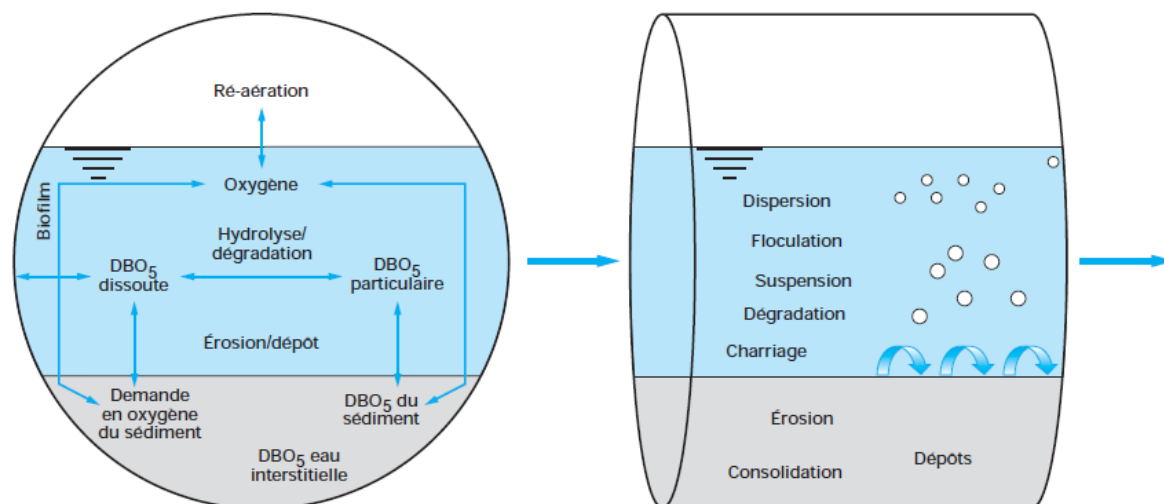 Ré-aération
Oxygène
Biofilm
Hydrolyse/
dégradation
DBO5
dissoute
DBO5
particulaire
Érosion/dépôt
Demande
en oxygène
du sédiment
DBO5 du
sédiment
DBO5 eau
interstitielle
Dispersion
Floculation
Suspension
Dégradation
Charriage
Érosion
Dépôts
Consolidation